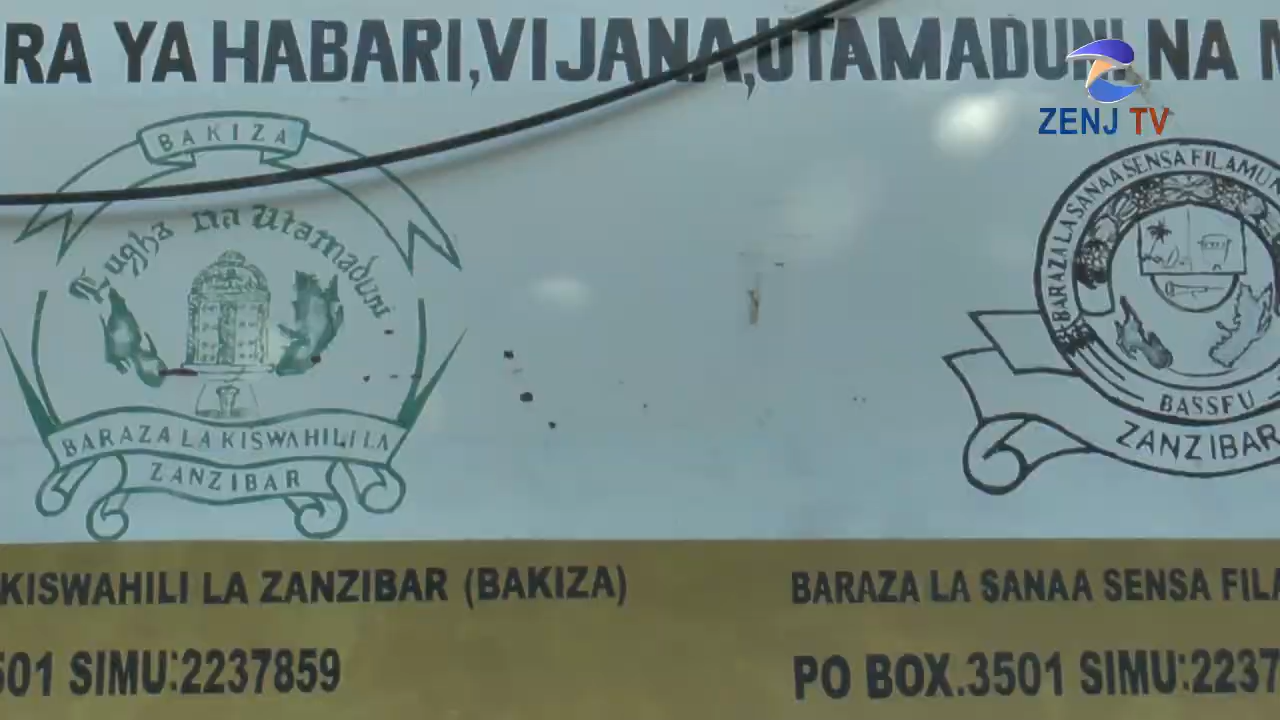 RA YA HABARI,VIJANA,UTAMADUNI NA
ZENJ TV
BAKIZA
Lugha Na Utamaduni
BARAZA LA KISWAHILI LA
ZANZIBAR
BARAZA LA SANAA SENSA FILAMU
BASSFU
ZANZIBAR
KISWAHILI LA ZANZIBAR (BAKIZA)
501 SIMU:2237859
BARAZA LA SANAA SENSA FILA
PO BOX.3501 SIMU:2237